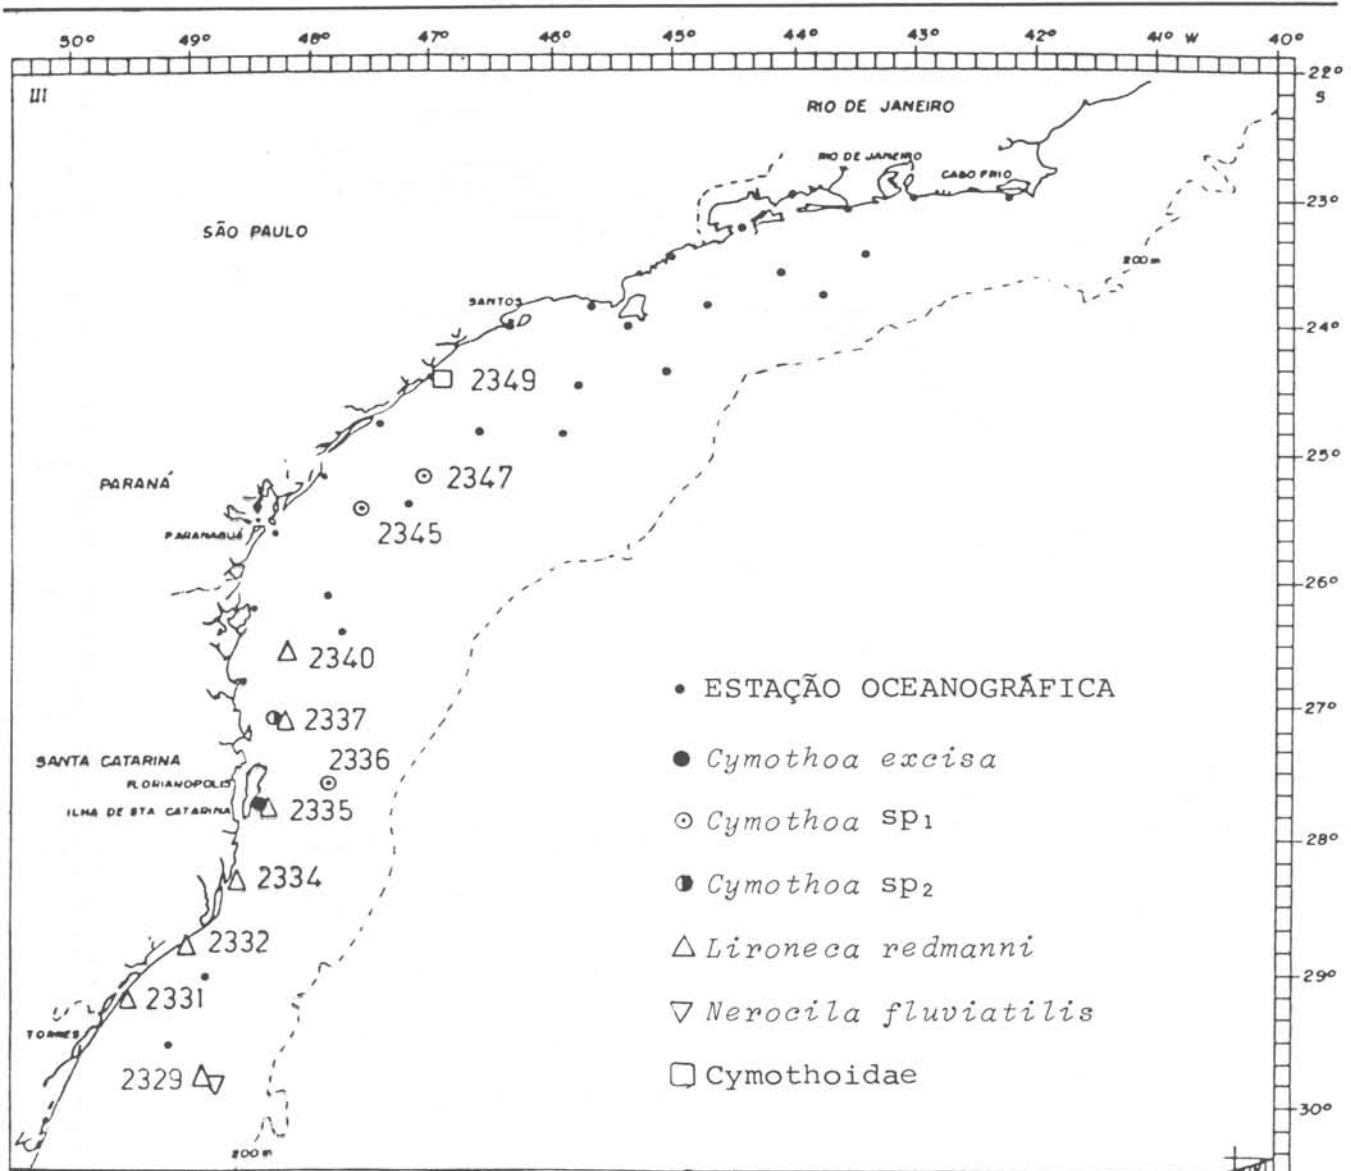 50° 49° 48° 47° 46° 45° 44° 43° 42° 41° W 40°
22°
S
III
RIO DE JANEIRO
RIO DE JANEIRO
CABO FRIO
23°
SÃO PAULO
200m
SANTOS
24°
2349
25°
PARANÁ
2347
2345
PARANAGUÁ
26°
2340
• ESTAÇÃO OCEANOGRÁFICA
27°
2337
SANTA CATARINA
2336
Cymothoa excisa
FLORIANOPOLIS
ILHA DE STA CATARINA
2335
Cymothoa sp1
28°
2334
Cymothoa sp2
2332
Lironeca redmanni
29°
2331
Nerocila fluviatilis
TORRES
2329
Cymothoidae
30°
200m